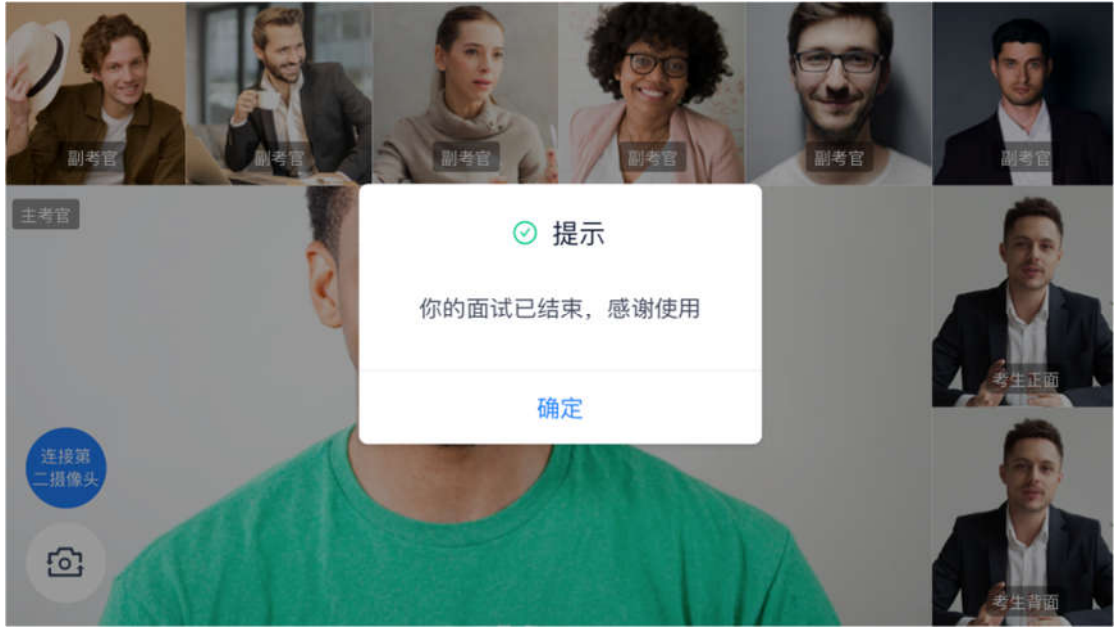 副考官
副考官
副考官
副考官
副考官
副考官
主考官
提示
你的面试已结束，感谢使用
确定
考生正面
连接第
二摄像头
考生背面